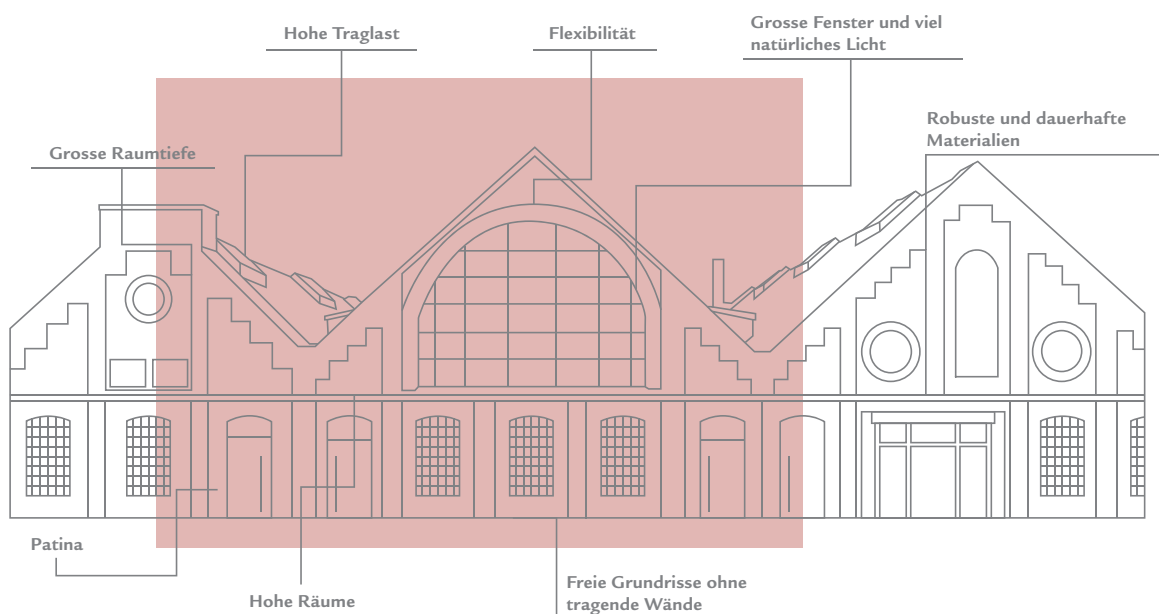 Hohe Traglast
Flexibilität
Grosse Fenster und viel
natürliches Licht
Robuste und dauerhafte
Materialien
Grosse Raumtiefe
Patina
Hohe Räume
Freie Grundrisse ohne
tragende Wände